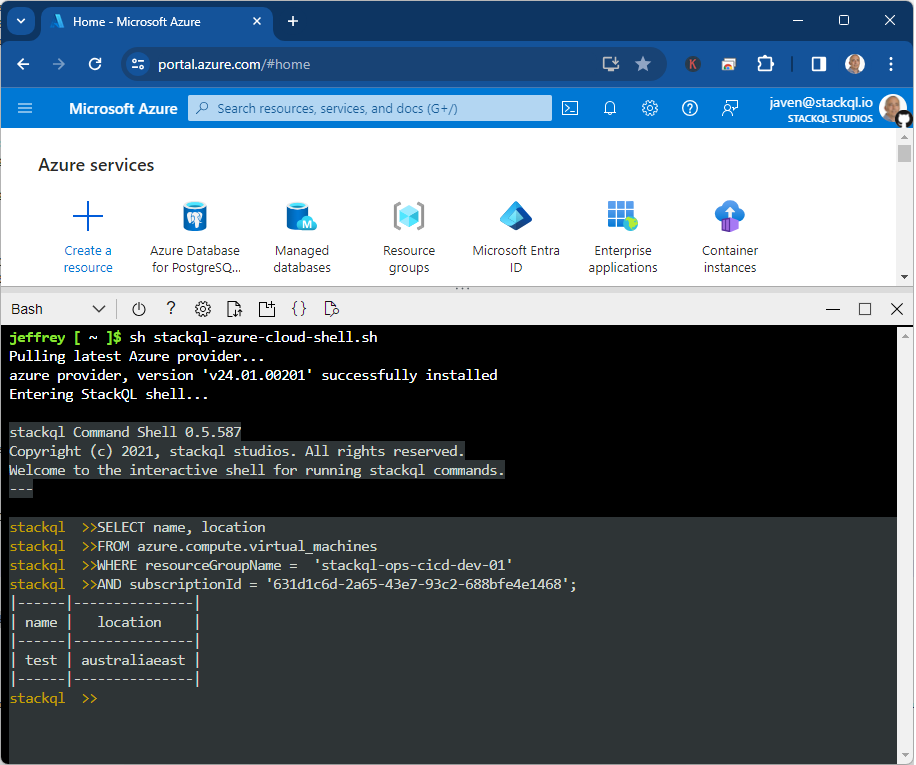 Home - Microsoft Azure
portal.azure.com/#home
K
Microsoft Azure
Search resources, services, and docs (G+/)
javen@stackql.io
STACKQL STUDIOS
Azure services
Create a resource
Azure Database for PostgreSQ...
Managed databases
Resource groups
Microsoft Entra ID
Enterprise applications
Container instances
Bash
jeffrey [ ~ ]$ sh stackql-azure-cloud-shell.sh
Pulling latest Azure provider...
azure provider, version 'v24.01.00201' successfully installed
Entering StackQL shell...
stackql Command Shell 0.5.587
Copyright (c) 2021, stackql studios. All rights reserved.
Welcome to the interactive shell for running stackql commands.
---
stackql  >>SELECT name, location
stackql  >>FROM azure.compute.virtual_machines
stackql  >>WHERE resourceGroupName =  'stackql-ops-cicd-dev-01'
stackql  >>AND subscriptionId = '631d1c6d-2a65-43e7-93c2-688bfe4e1468';
|------|---------------|
| name |   location    |
|------|---------------|
| test | australiaeast |
|------|---------------|
stackql  >>